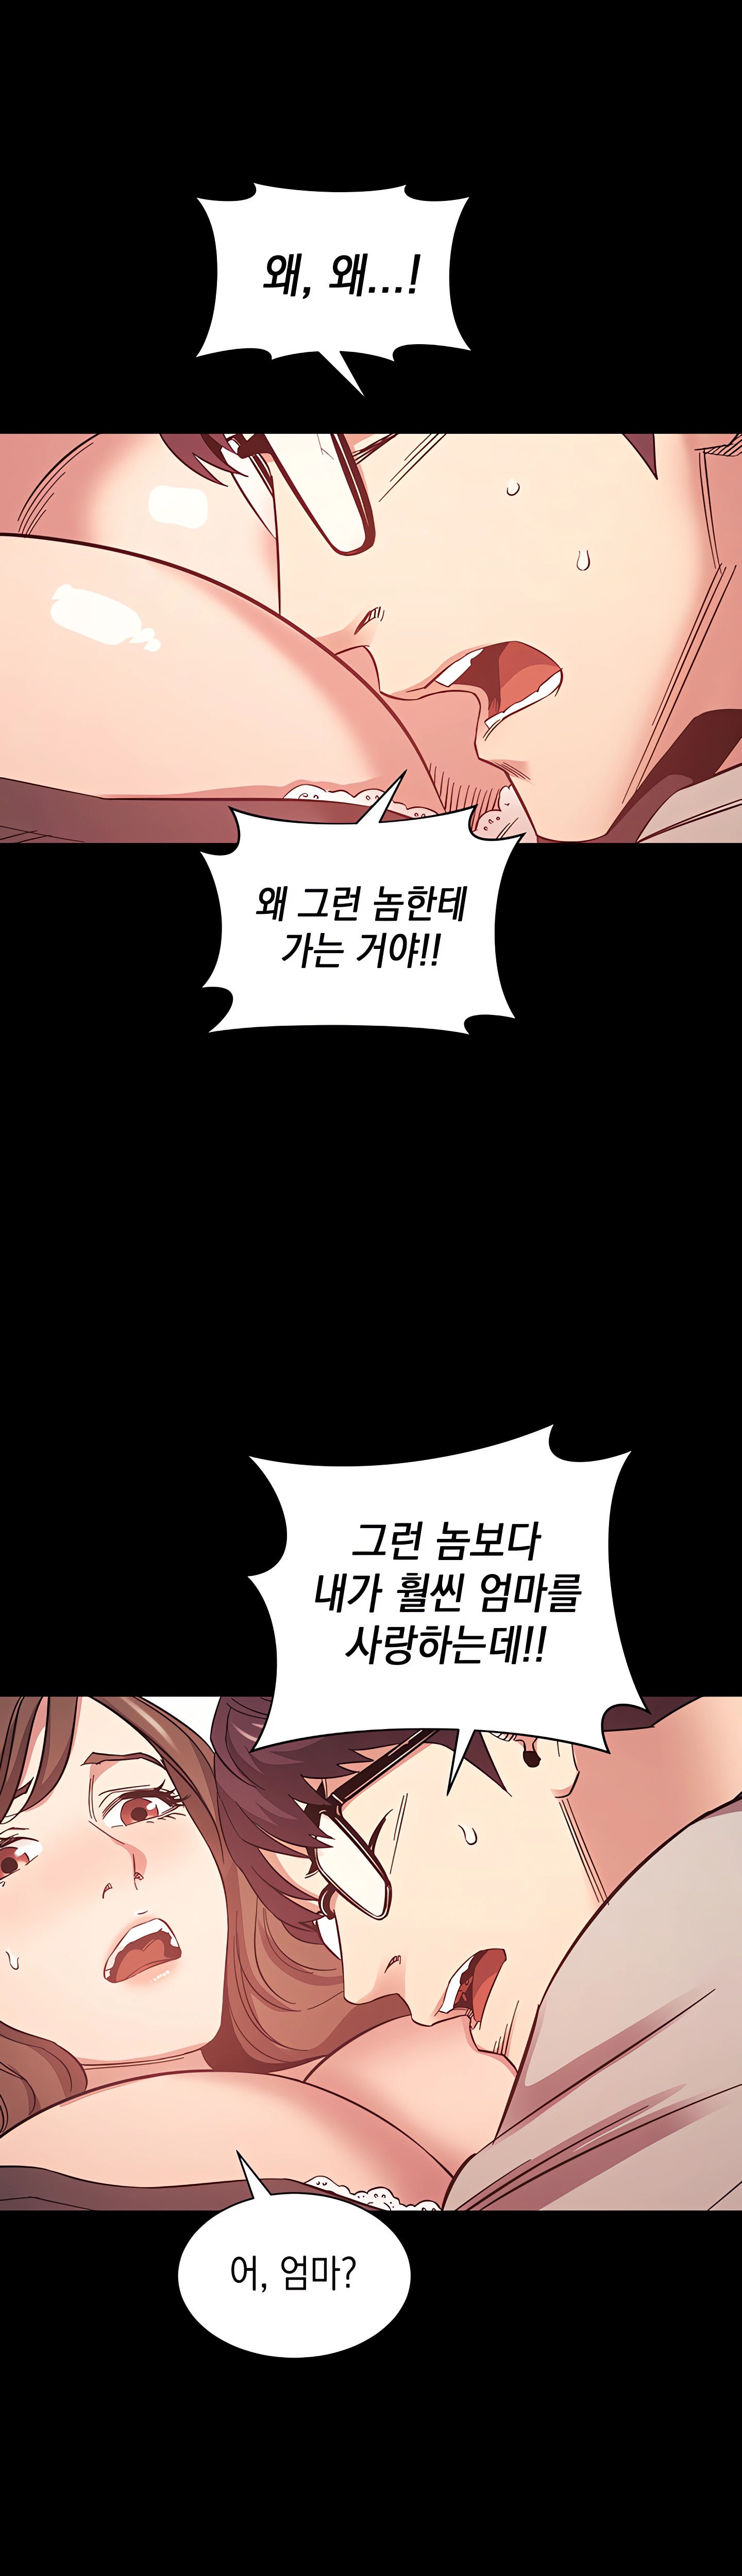 왜, 왜...!
왜 그런 놈한테
가는 거야!!
그런 놈보다
내가 훨씬 엄마를
사랑하는데!!
어, 엄마?